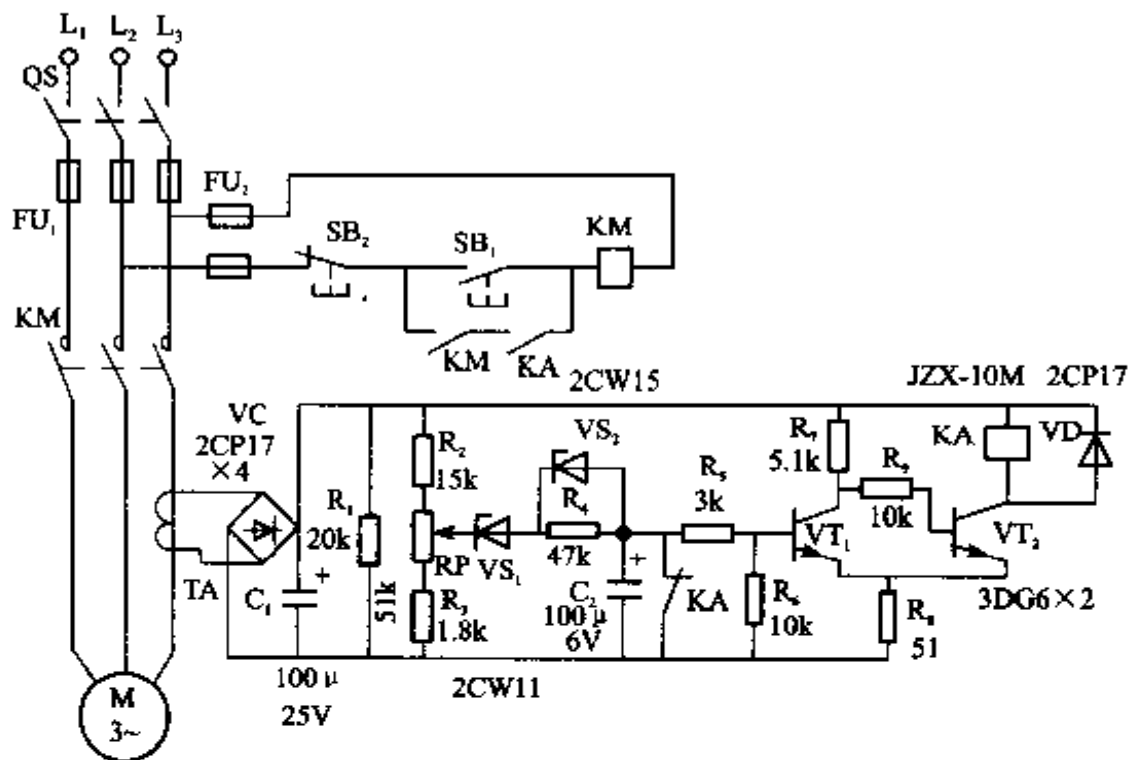 L₁ L₂ L₃
QS
FU₁
FU₂
SB₂
SB₁
KM
KM
KM
KA
2CW15
JZX-10M 2CP17
VC
2CP17
×4
R₁
20k
R₂
15k
VS₂
R₄
47k
R₅
3k
R₇
5.1k
R₉
10k
KA
VD
TA
C₁
51k
RP
VS₁
R₃
1.8k
C₂
100μ
6V
KA
R₆
10k
VT₁
VT₂
3DG6×2
R₈
51
+
+
M
3~
100μ
25V
2CW11